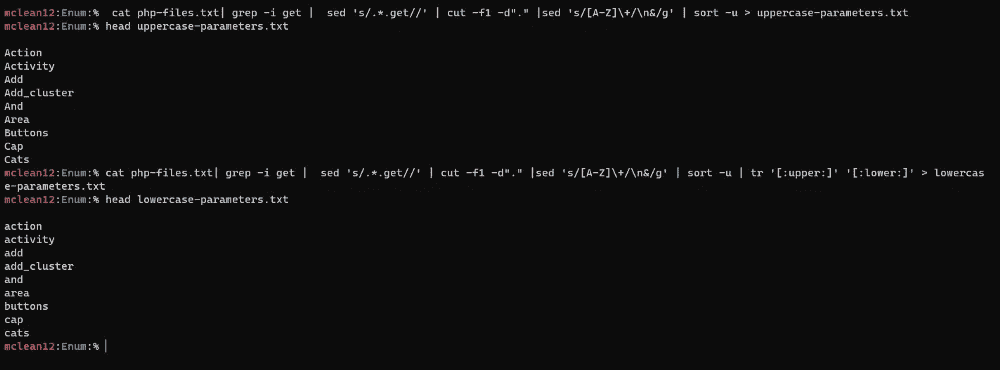 mclean12:Enum:%  cat php-files.txt| grep -i get |  sed 's/.*.get//' | cut -f1 -d"." |sed 's/[A-Z]\+/\n&/g' | sort -u > uppercase-parameters.txt
mclean12:Enum:% head uppercase-parameters.txt

Action
Activity
Add
Add_cluster
And
Area
Buttons
Cap
Cats
mclean12:Enum:% cat php-files.txt| grep -i get |  sed 's/.*.get//' | cut -f1 -d"." |sed 's/[A-Z]\+/\n&/g' | sort -u | tr '[:upper:]' '[:lower:]' > lowercas
e-parameters.txt
mclean12:Enum:% head lowercase-parameters.txt

action
activity
add
add_cluster
and
area
buttons
cap
cats
mclean12:Enum:%